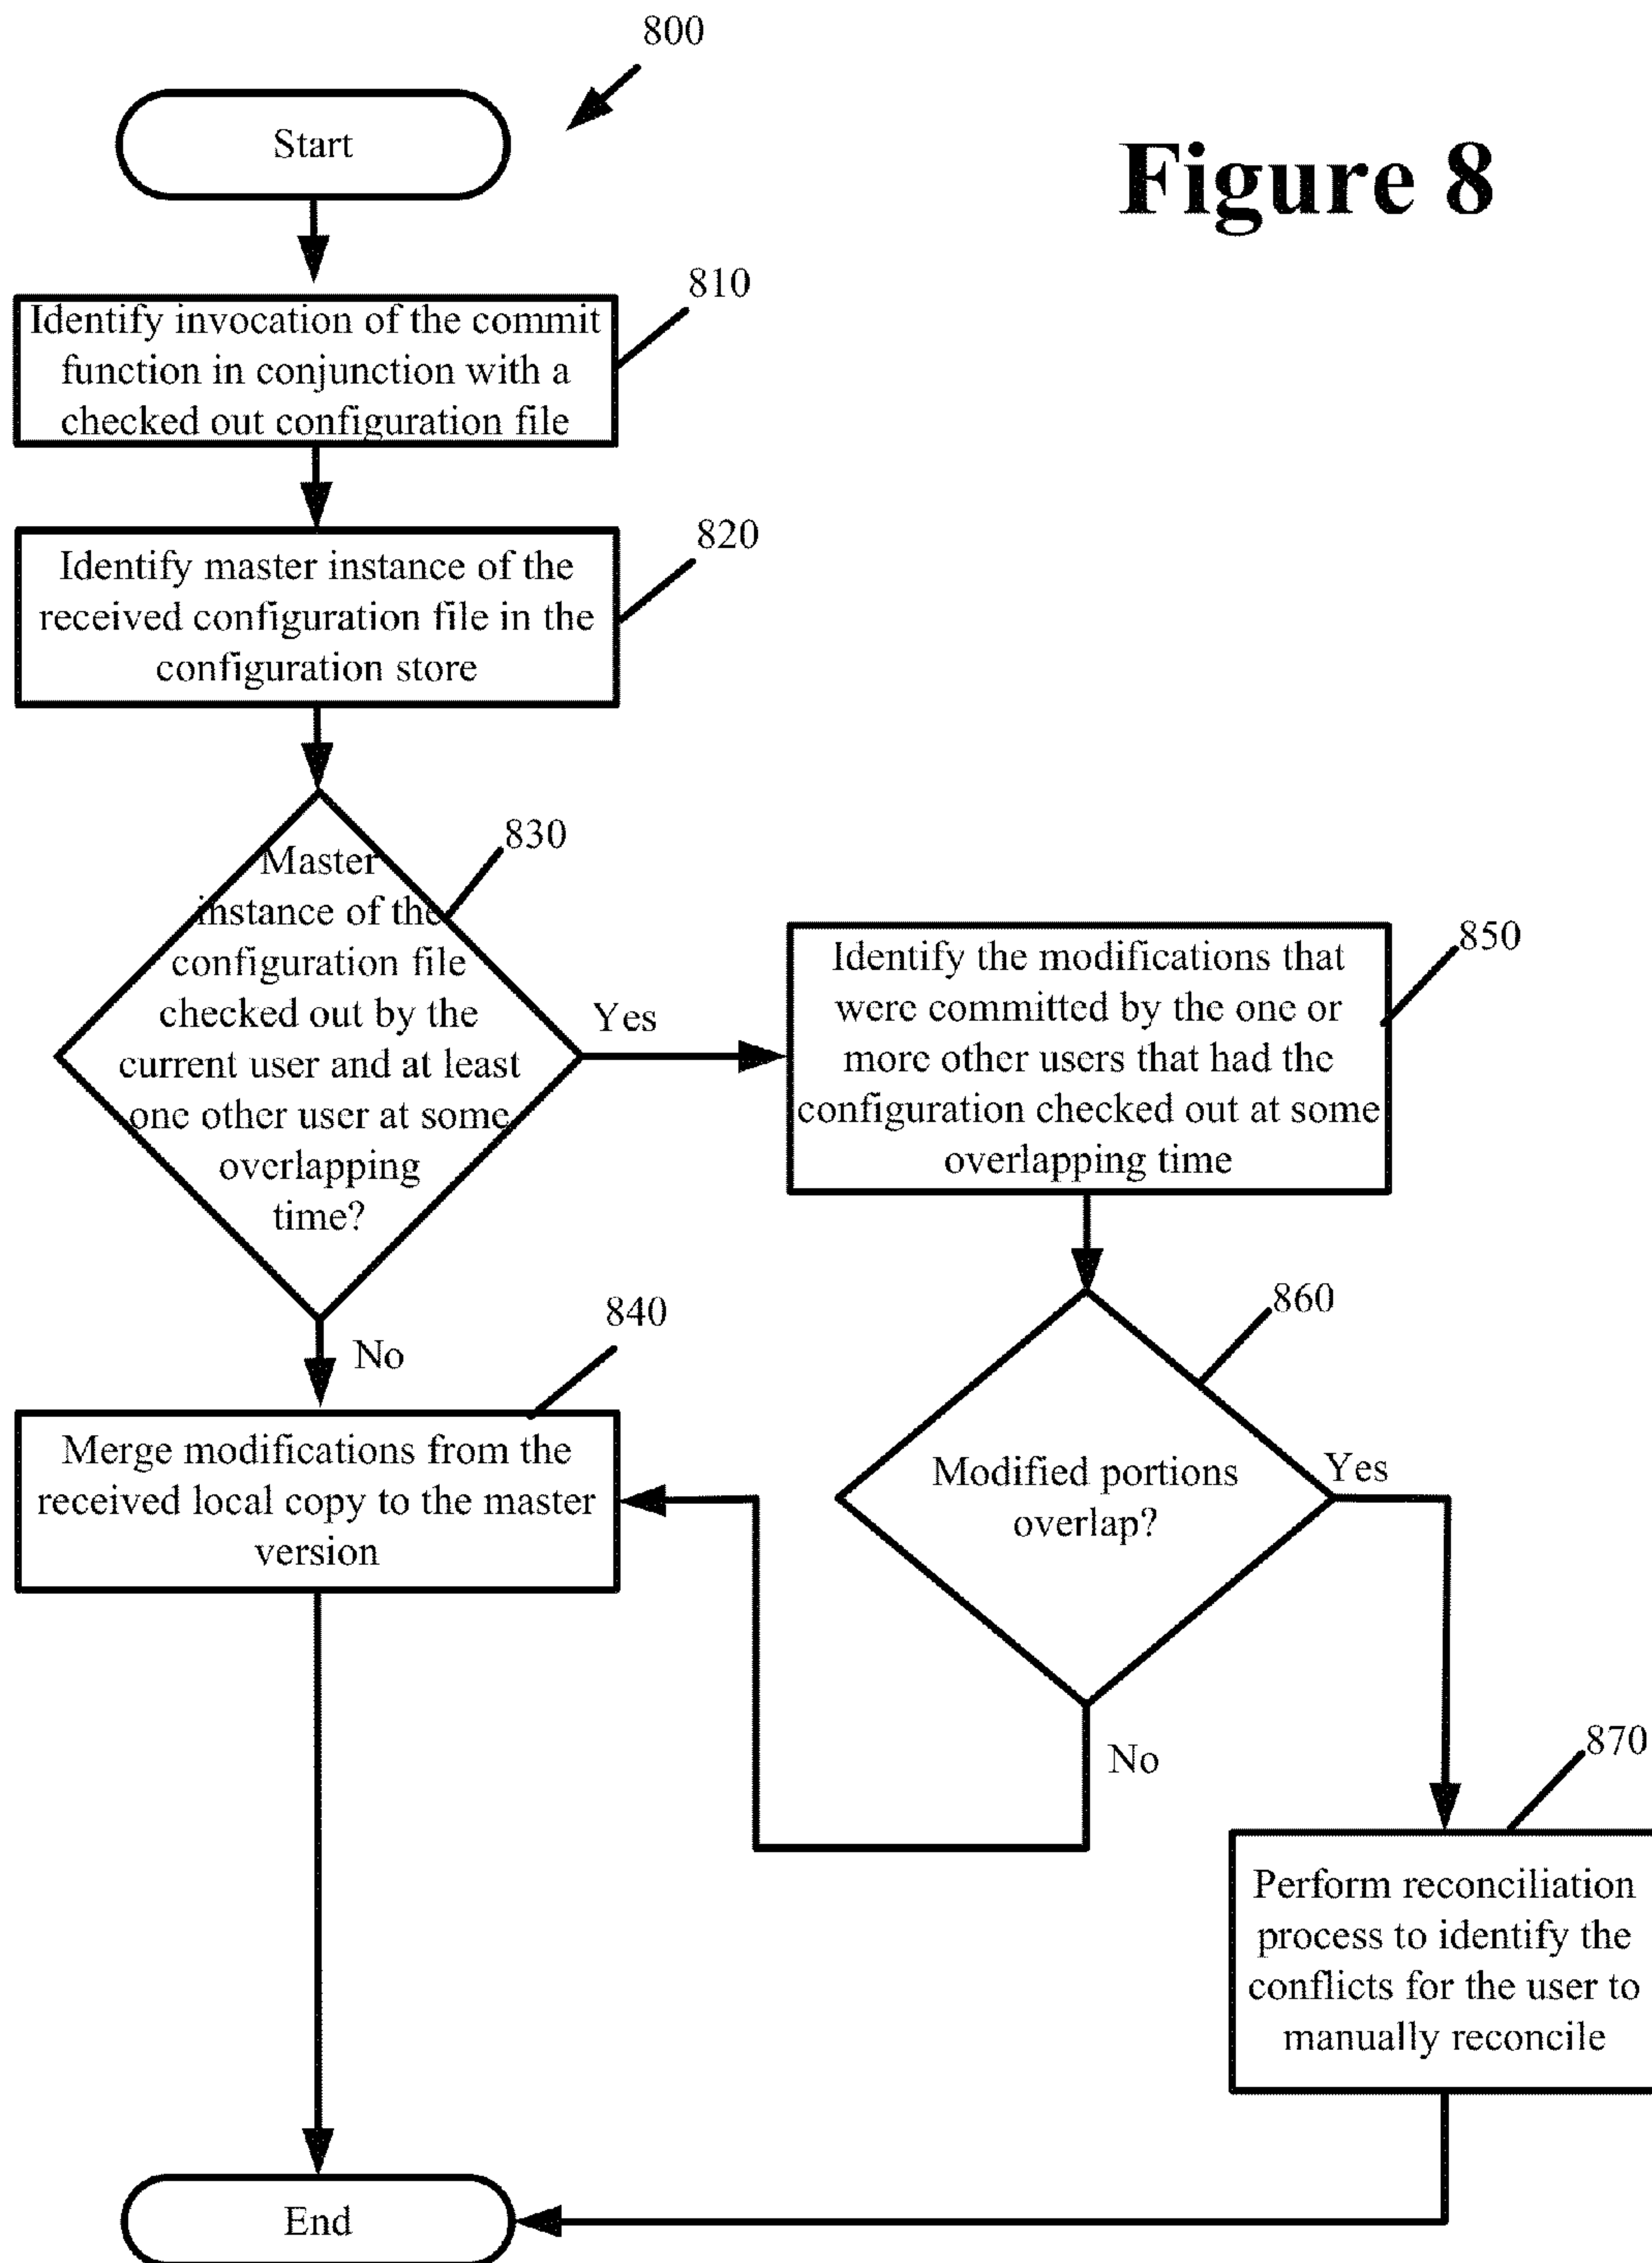 800
Start
Figure 8
810
Identify invocation of the commit
function in conjunction with a
checked out configuration file
820
Identify master instance of the
received configuration file in the
configuration store
830
Master
instance of the
configuration file
checked out by the
current user and at least
one other user at some
overlapping
time?
Yes
850
Identify the modifications that
were committed by the one or
more other users that had the
configuration checked out at some
overlapping time
No
840
Merge modifications from the
received local copy to the master
version
860
Modified portions
overlap?
Yes
No
870
Perform reconciliation
process to identify the
conflicts for the user to
manually reconcile
End